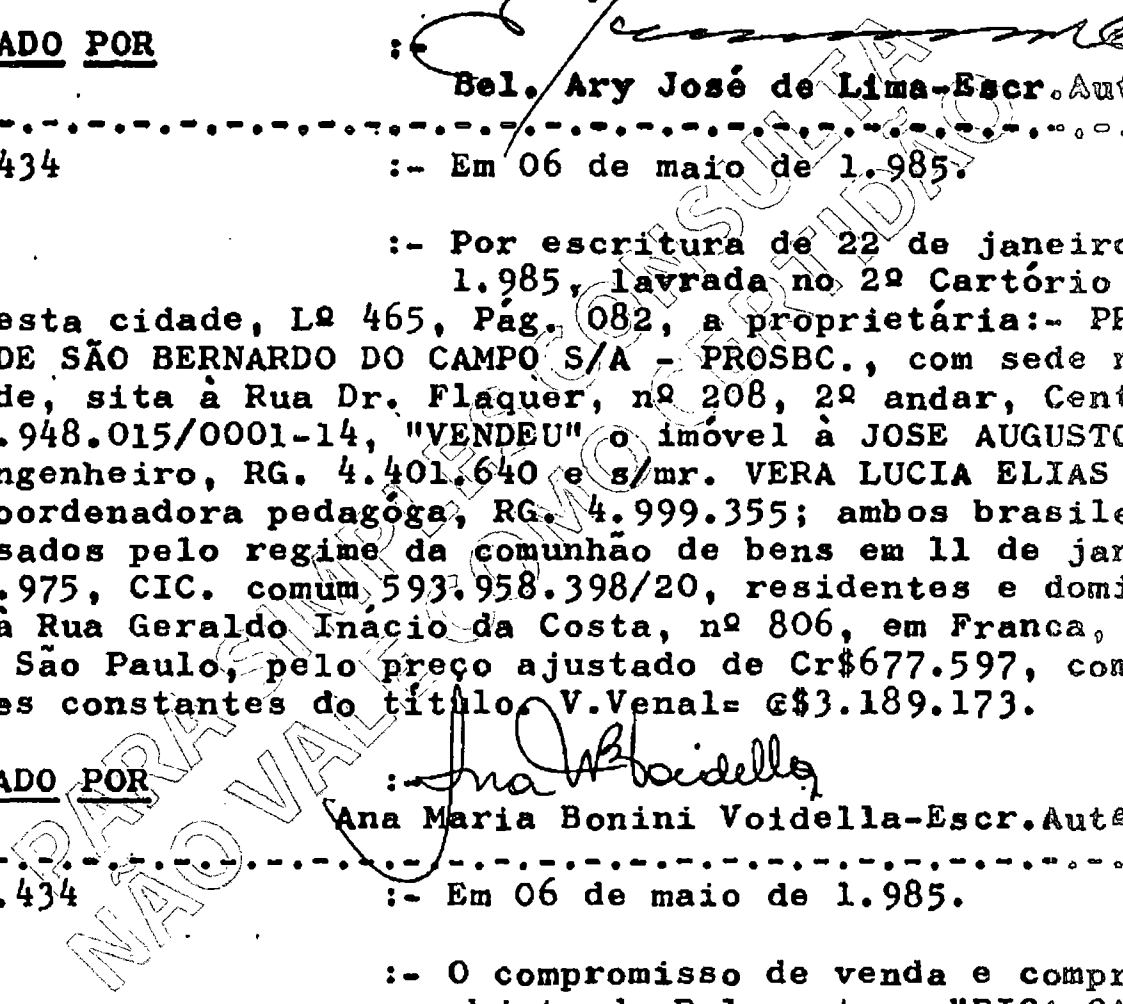 ADO POR :-
Bel. Ary José de Lima-Escr.Aut
434 :- Em 06 de maio de 1.985.
:- Por escritura de 22 de janeiro
1.985, lavrada no 2º Cartório
esta cidade, Lº 465, Pág. 082, a proprietária:- PR
DE SÃO BERNARDO DO CAMPO S/A - PROSBC., com sede n
de, sita à Rua Dr. Flaquer, nº 208, 2º andar, Cent
.948.015/0001-14, "VENDEU" o imóvel à JOSE AUGUSTO
ngenheiro, RG. 4.401.640 e s/mr. VERA LUCIA ELIAS
oordenadora pedagóga, RG. 4.999.355; ambos brasile
sados pelo regime da comunhão de bens em 11 de jan
.975, CIC. comum 593.958.398/20, residentes e domi
à Rua Geraldo Inácio da Costa, nº 806, em Franca,
São Paulo, pelo preço ajustado de Cr$677.597, com
es constantes do título. V.Venal= C$3.189.173.
ADO POR :-
Ana Maria Bonini Voidella-Escr.Auté
.434 :- Em 06 de maio de 1.985.
:- O compromisso de venda e compr
PARA SIMPLES CONSULTA
NÃO VALE COMO CERTIDÃO